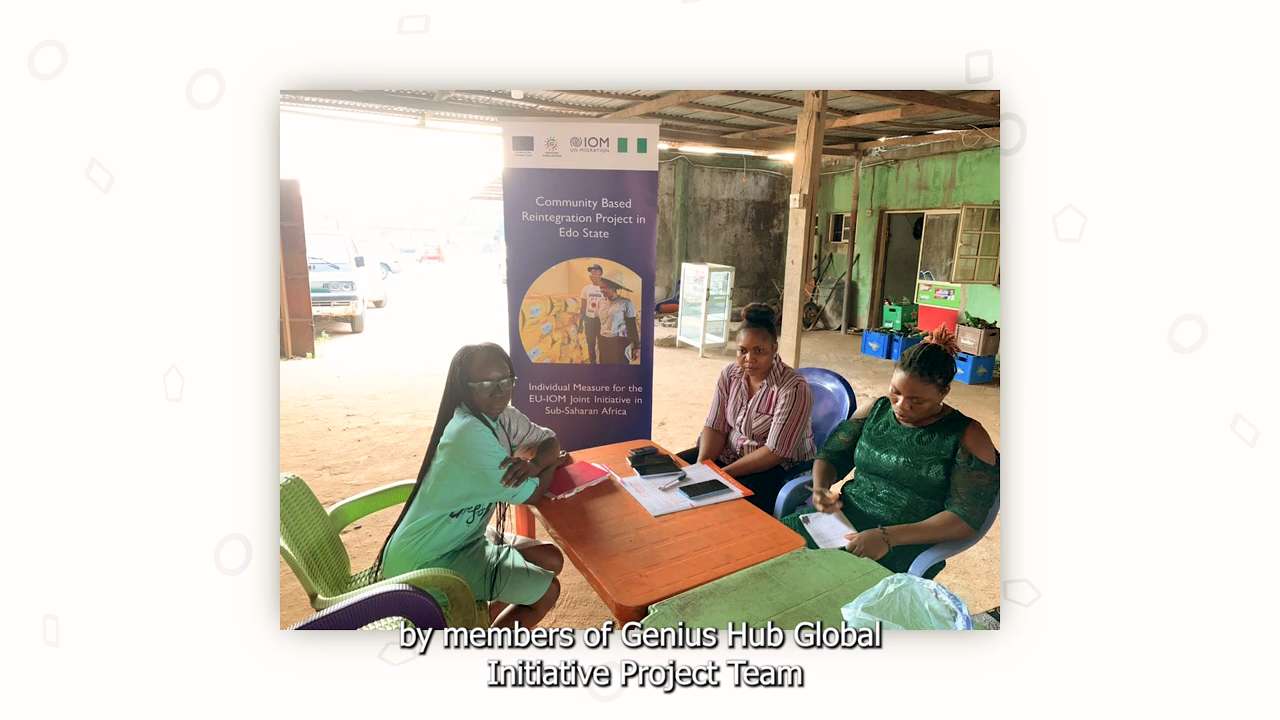 IOM
UN MIGRATION
Community Based
Reintegration Project in
Edo State
Individual Measure for the
EU-IOM Joint Initiative in
Sub-Saharan Africa
by members of Genius Hub Global
Initiative Project Team